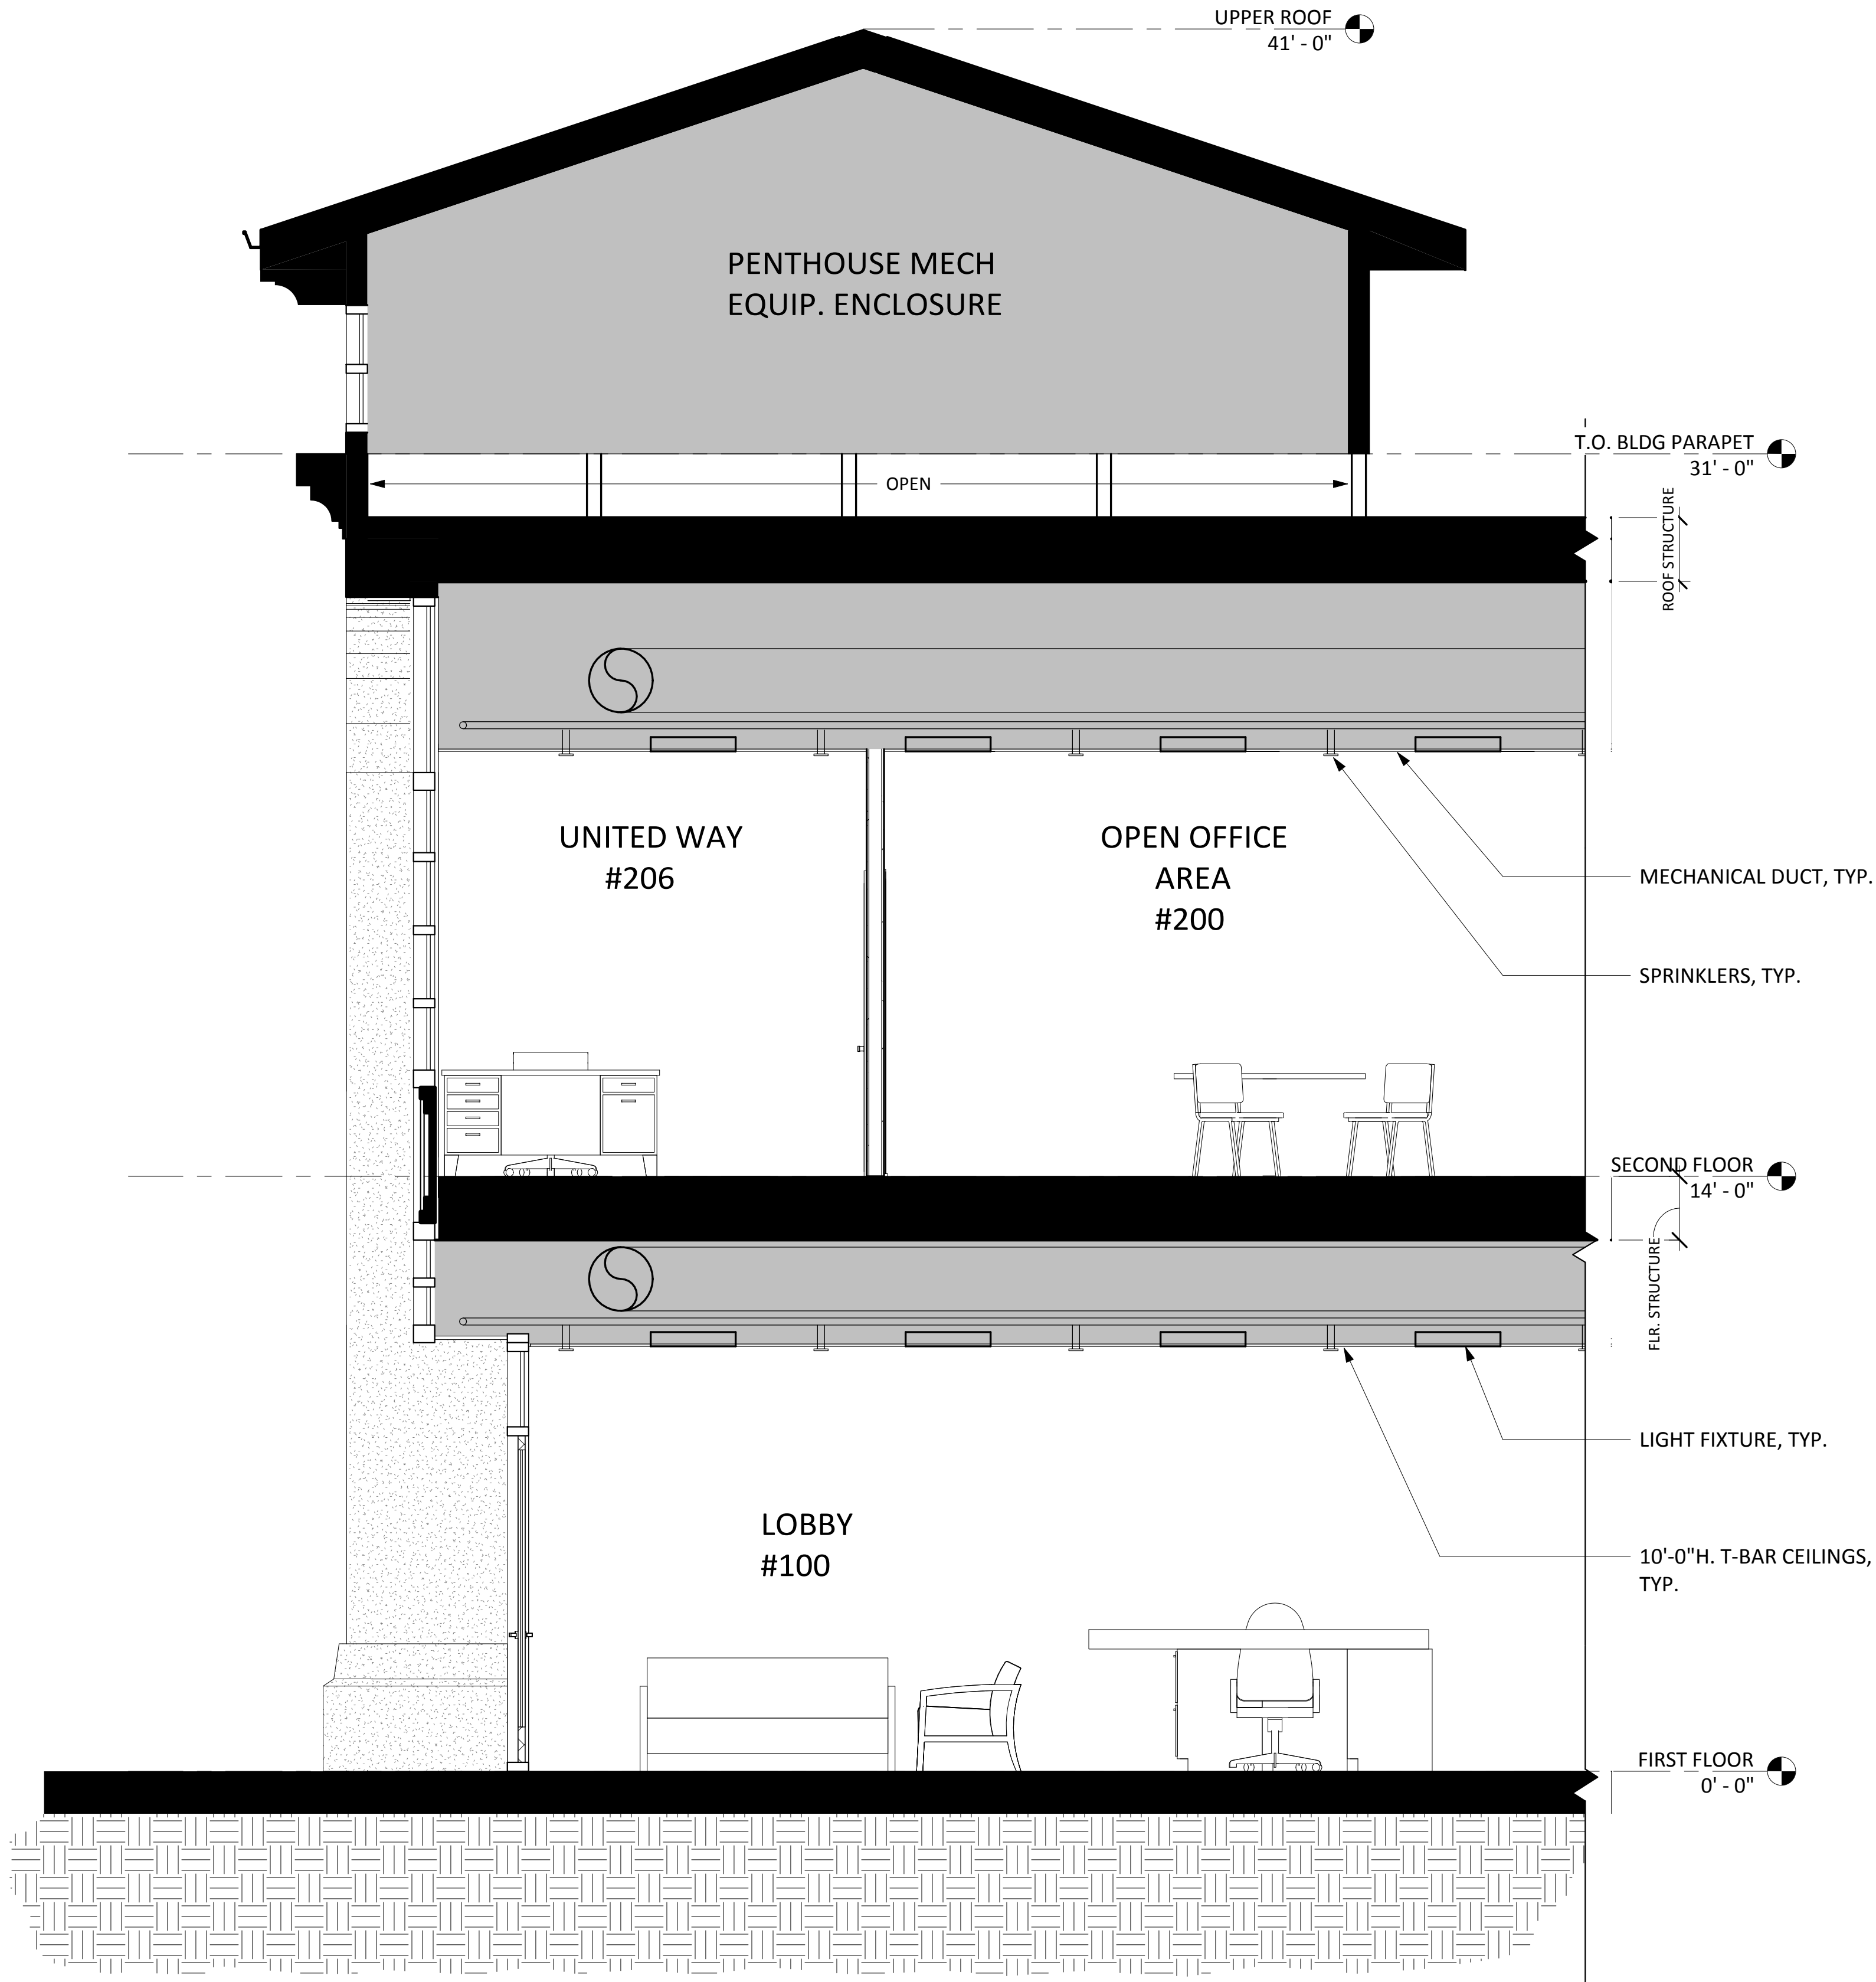 UPPER ROOF
41' - 0"
PENTHOUSE MECH
EQUIP. ENCLOSURE
T.O. BLDG PARAPET
31' - 0"
OPEN
ROOF STRUCTURE
UNITED WAY
#206
OPEN OFFICE
AREA
#200
MECHANICAL DUCT, TYP.
SPRINKLERS, TYP.
SECOND FLOOR
14' - 0"
FLR. STRUCTURE
LIGHT FIXTURE, TYP.
LOBBY
#100
10'-0"H. T-BAR CEILINGS,
TYP.
FIRST FLOOR
0' - 0"